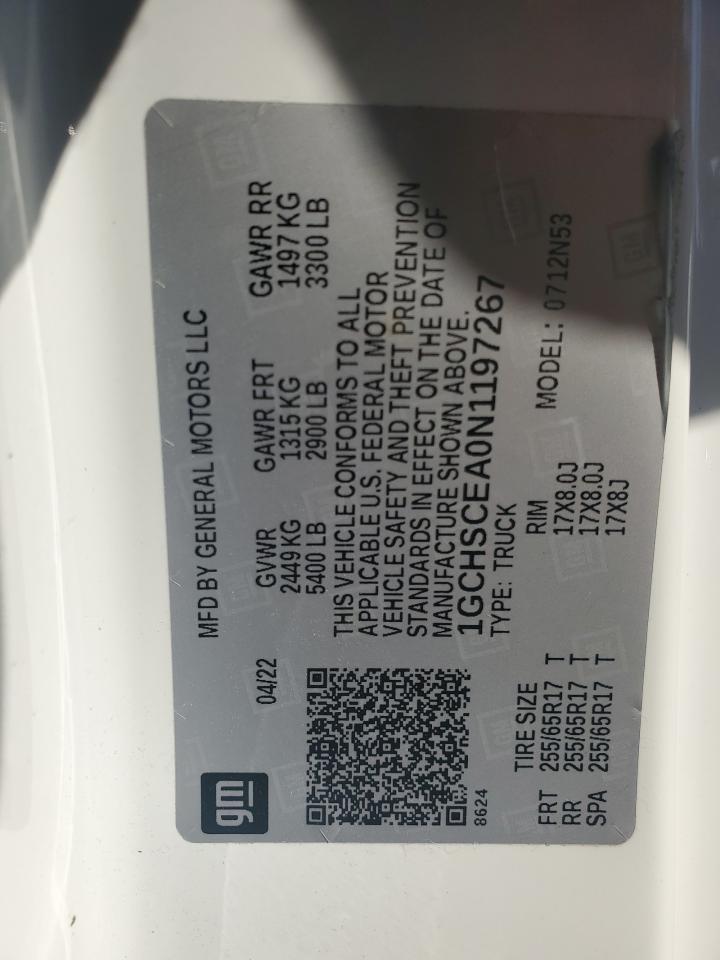 gm
MFD BY GENERAL MOTORS LLC
04/22
GVWR GAWR FRT GAWR RR
2449 KG 1315 KG 1497 KG
5400 LB 2900 LB 3300 LB
THIS VEHICLE CONFORMS TO ALL
APPLICABLE U.S. FEDERAL MOTOR
VEHICLE SAFETY AND THEFT PREVENTION
STANDARDS IN EFFECT ON THE DATE OF
MANUFACTURE SHOWN ABOVE.
1GCHSCEA0N1197267
8624
TYPE: TRUCK
MODEL: 0712N53
TIRE SIZE RIM
FRT 255/65R17 T 17X8.0J
RR 255/65R17 T 17X8.0J
SPA 255/65R17 T 17X8J